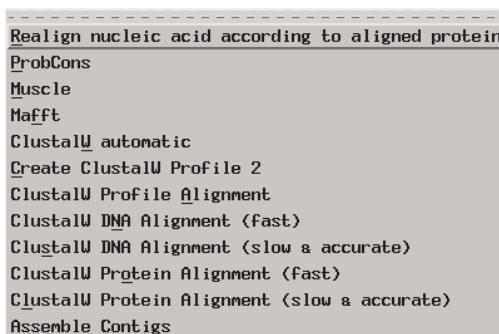 Realign nucleic acid according to aligned protein
ProbCons
Muscle
Mafft
ClustalW automatic
Create ClustalW Profile 2
ClustalW Profile Alignment
ClustalW DNA Alignment (fast)
ClustalW DNA Alignment (slow & accurate)
ClustalW Protein Alignment (fast)
ClustalW Protein Alignment (slow & accurate)
Assemble Contigs